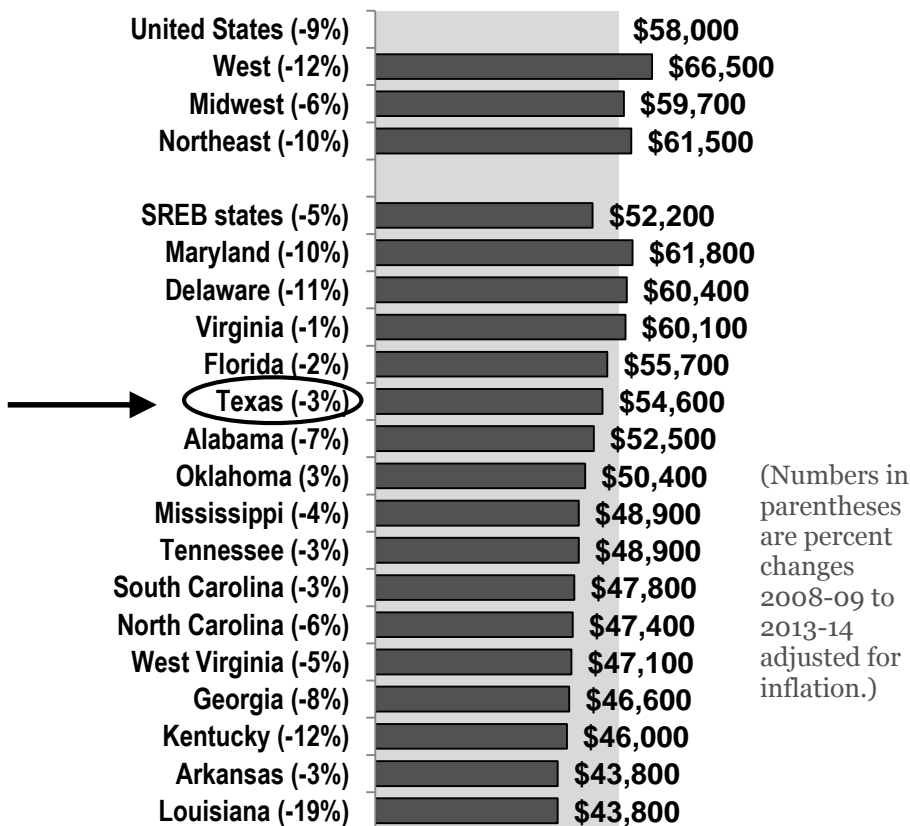 United States (-9%) $58,000
West (-12%) $66,500
Midwest (-6%) $59,700
Northeast (-10%) $61,500
SREB states (-5%) $52,200
Maryland (-10%) $61,800
Delaware (-11%) $60,400
Virginia (-1%) $60,100
Florida (-2%) $55,700
Texas (-3%) $54,600
Alabama (-7%) $52,500
Oklahoma (3%) $50,400
Mississippi (-4%) $48,900
Tennessee (-3%) $48,900
South Carolina (-3%) $47,800
North Carolina (-6%) $47,400
West Virginia (-5%) $47,100
Georgia (-8%) $46,600
Kentucky (-12%) $46,000
Arkansas (-3%) $43,800
Louisiana (-19%) $43,800
(Numbers in
parentheses
are percent
changes
2008-09 to
2013-14
adjusted for
inflation.)